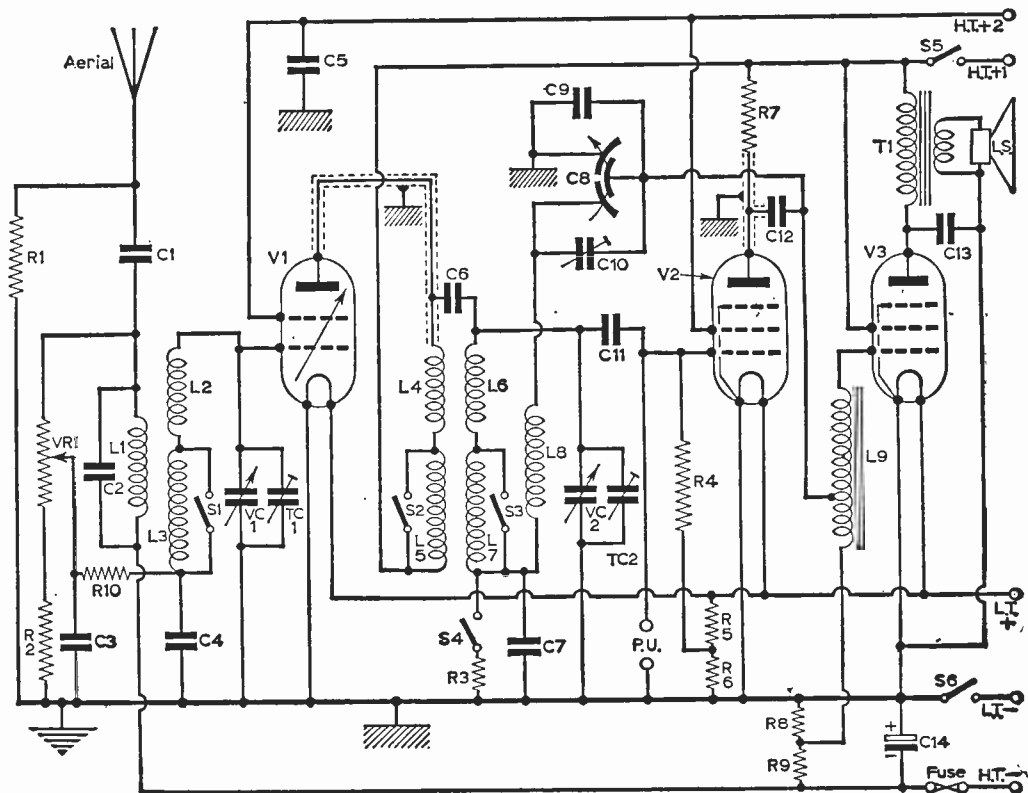 H.T.+2
Aerial
C5
S5
H.T.+1
C9
R7
T1
LS
C8
R1
C1
V1
C12
C13
C10
V2
V3
C6
C11
L2
L4
L6
VR1
L1
L8
L9
C2
R4
S1
VC
1
TC
1
S2
S3
VC
2
L3
L
5
L
7
TC2
R10
L.T.
+
R
2
C3
C4
S4
C7
P.U.
R
5
R
6
R3
S6
L.T.-
R8
+
-
C14
R9
Fuse
H.T.-